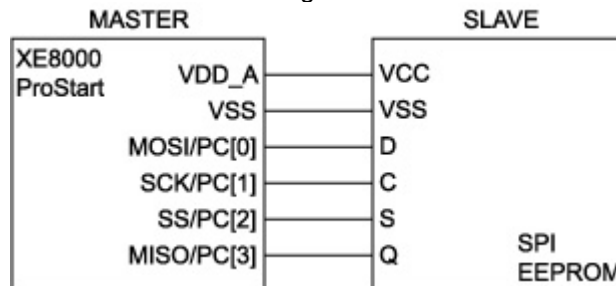 MASTER SLAVE
XE8000
ProStart
VDD_A VCC
VSS VSS
MOSI/PC[0] D
SCK/PC[1] C
SS/PC[2] S
MISO/PC[3] Q
SPI
EEPROM